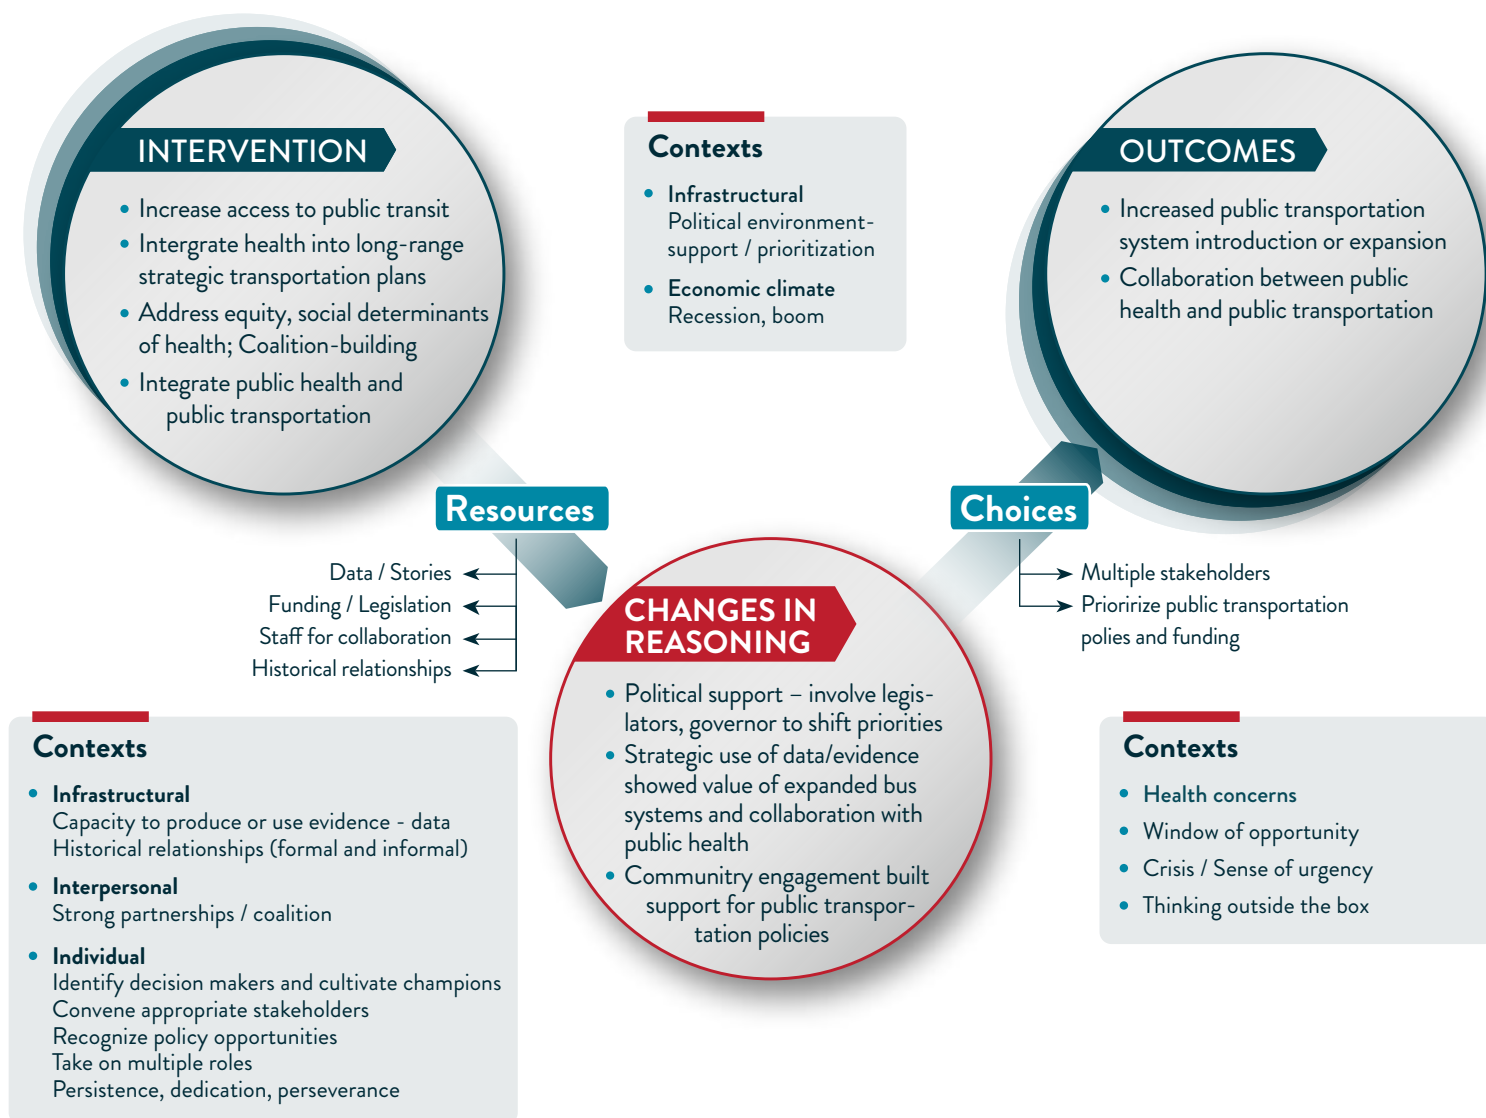 INTERVENTION
• Increase access to public transit
• Intergrate health into long-range
strategic transportation plans
• Address equity, social determinants
of health; Coalition-building
• Integrate public health and
public transportation
Contexts
• Infrastructural
Political environment-
support / prioritization
• Economic climate
Recession, boom
OUTCOMES
• Increased public transportation
system introduction or expansion
• Collaboration between public
health and public transportation
Resources
Data / Stories
Funding / Legislation
Staff for collaboration
Historical relationships
Choices
Multiple stakeholders
Prioririze public transportation
polies and funding
CHANGES IN
REASONING
• Political support – involve legis-
lators, governor to shift priorities
• Strategic use of data/evidence
showed value of expanded bus
systems and collaboration with
public health
• Communitry engagement built
support for public transpor-
tation policies
Contexts
• Infrastructural
Capacity to produce or use evidence - data
Historical relationships (formal and informal)
• Interpersonal
Strong partnerships / coalition
• Individual
Identify decision makers and cultivate champions
Convene appropriate stakeholders
Recognize policy opportunities
Take on multiple roles
Persistence, dedication, perseverance
Contexts
• Health concerns
• Window of opportunity
• Crisis / Sense of urgency
• Thinking outside the box